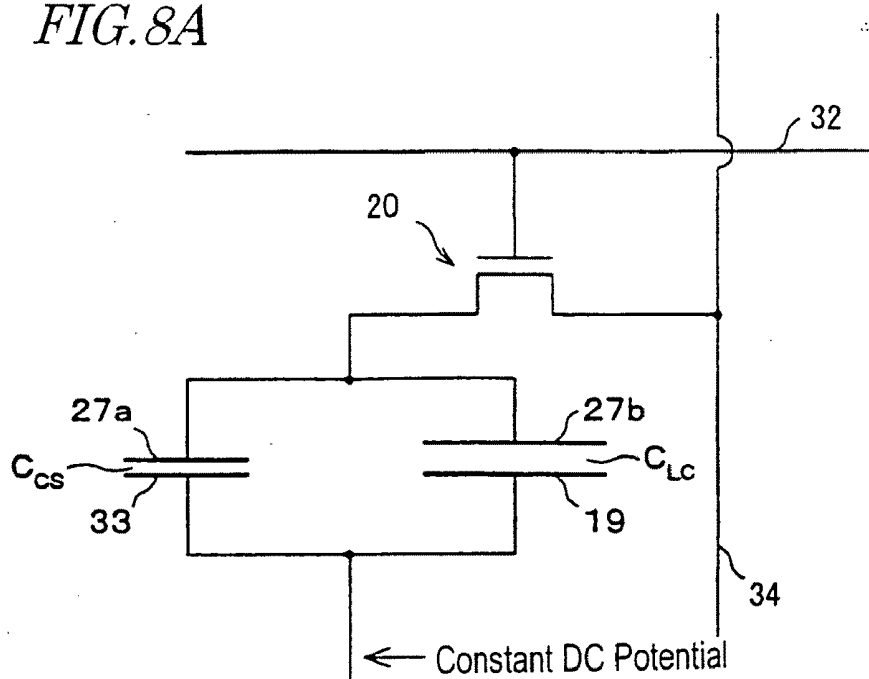 FIG.8A
32
20
27a
27b
C_CS
C_LC
33
19
34
Constant DC Potential